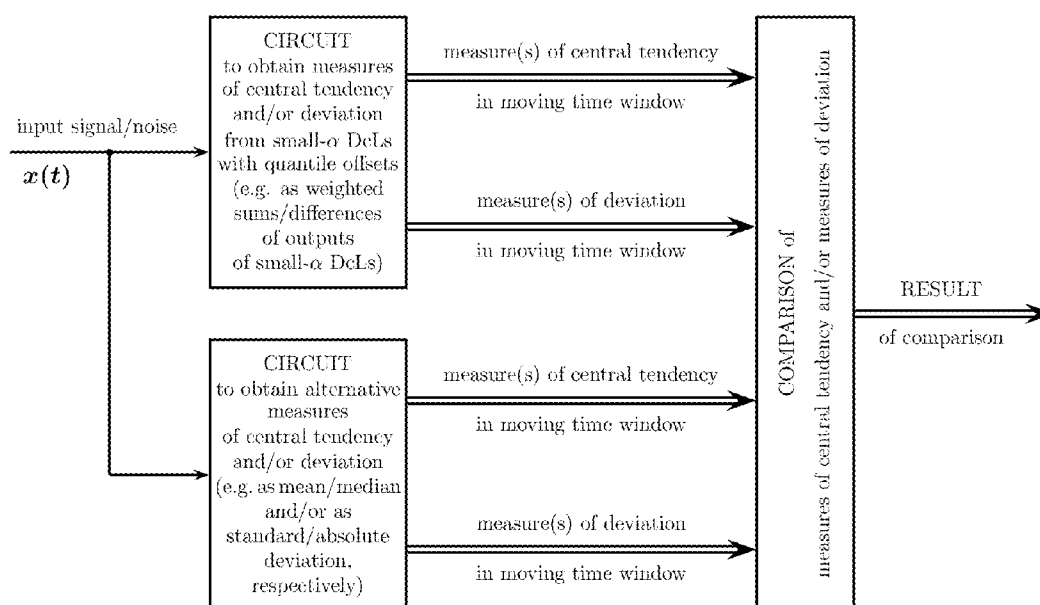 input signal/noise
x(t)
CIRCUIT
to obtain measures
of central tendency
and/or deviation
from small-α DcLs
with quantile offsets
(e.g. as weighted
sums/differences
of outputs
of small-α DcLs)
measure(s) of central tendency
in moving time window
measure(s) of deviation
in moving time window
CIRCUIT
to obtain alternative
measures
of central tendency
and/or deviation
(e.g. as mean/median
and/or as
standard/absolute
deviation,
respectively)
measure(s) of central tendency
in moving time window
measure(s) of deviation
in moving time window
COMPARISON of
measures of central tendency and/or measures of deviation
RESULT
of comparison